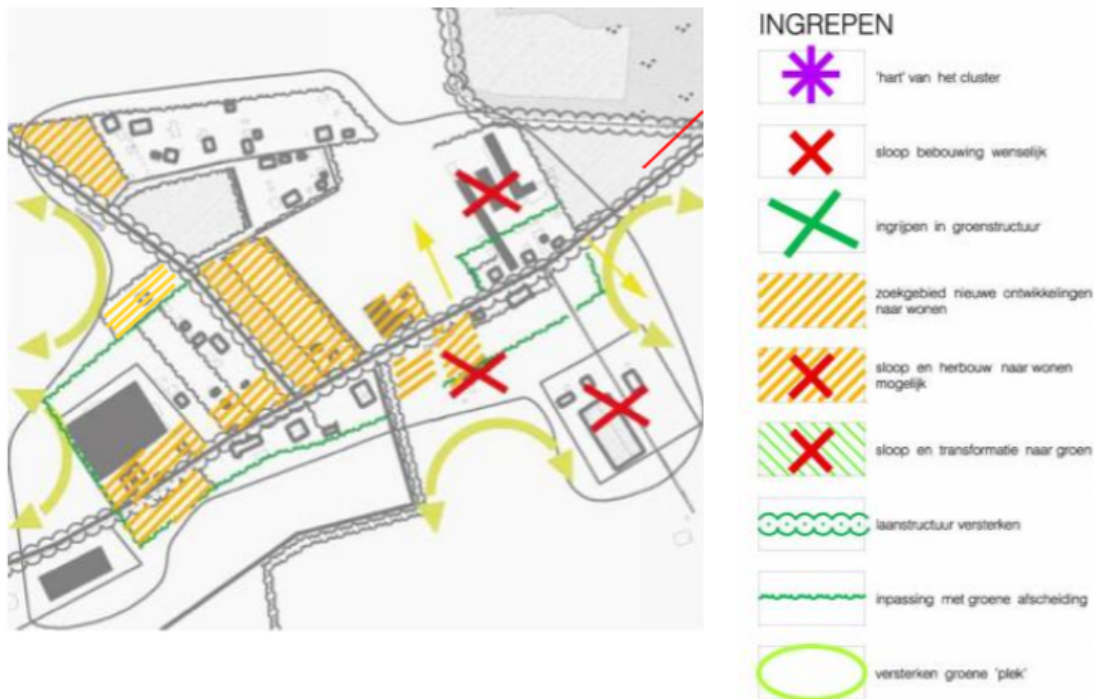 INGREPEN
'hart' van het cluster
sloop bebouwing wenselijk
ingrijpen in groenstructuur
zoekgebied nieuwe ontwikkelingen
naar wonen
sloop en herbouw naar wonen
mogelijk
sloop en transformatie naar groen
laanstructuur versterken
inpassing met groene afscheiding
versterken groene 'plek'